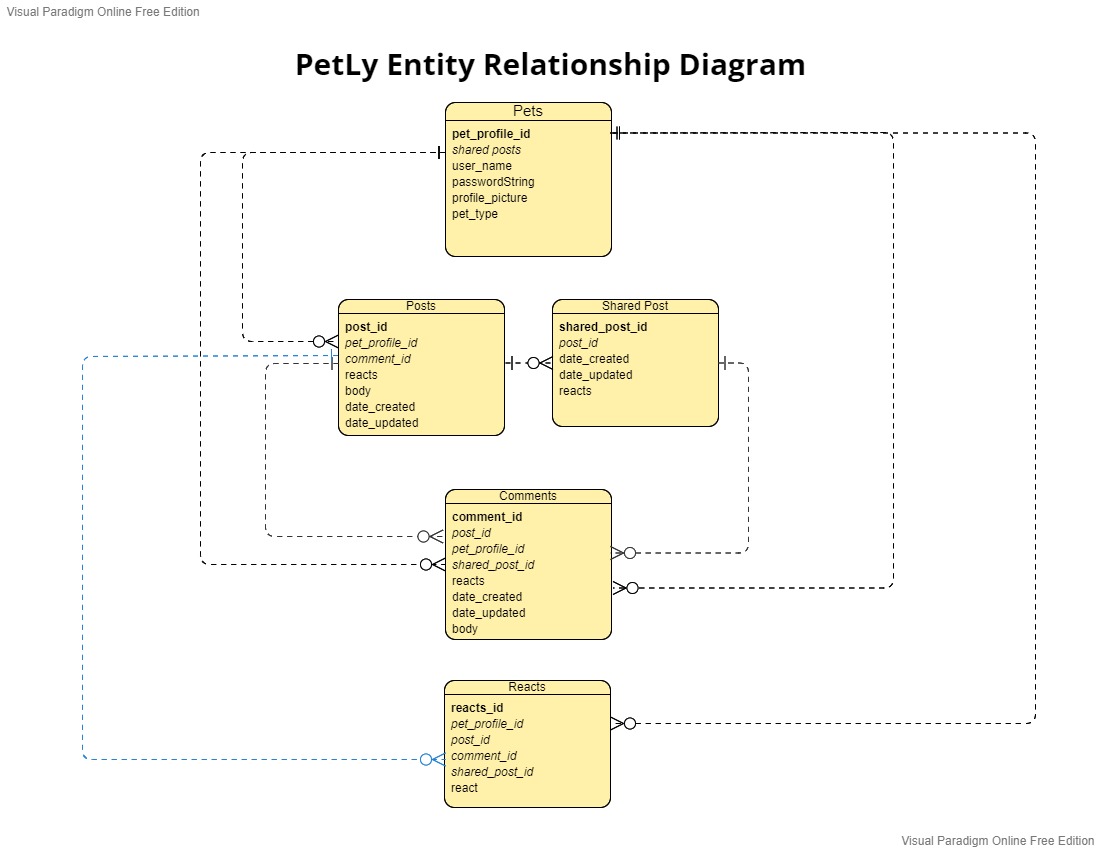 Visual Paradigm Online Free Edition
PetLy Entity Relationship Diagram
Pets
pet_profile_id
shared posts
user_name
passwordString
profile_picture
pet_type
Posts
post_id
pet_profile_id
comment_id
reacts
body
date_created
date_updated
Shared Post
shared_post_id
post_id
date_created
date_updated
reacts
Comments
comment_id
post_id
pet_profile_id
shared_post_id
reacts
date_created
date_updated
body
Reacts
reacts_id
pet_profile_id
post_id
comment_id
shared_post_id
react
Visual Paradigm Online Free Edition